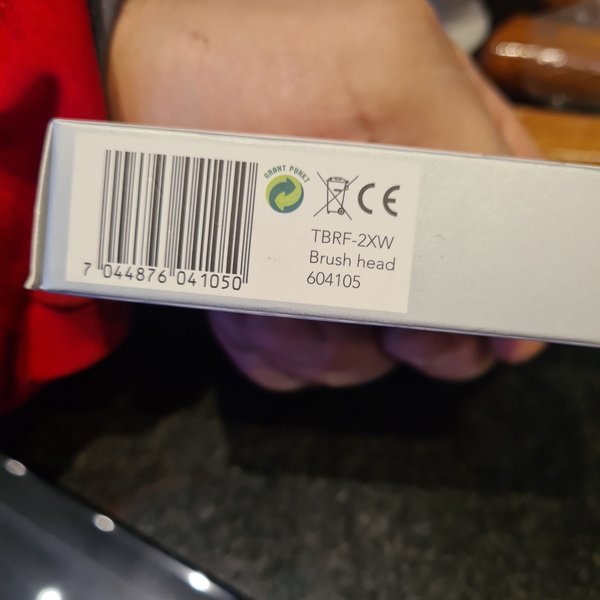 GRØNT PUNKT
CE
TBRF-2XW
Brush head
604105
7 044876 041050